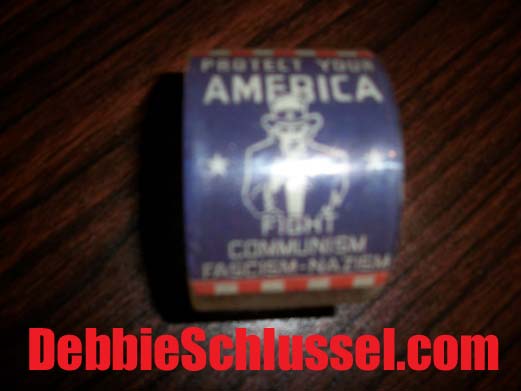 PROTECT YOUR
AMERICA
FIGHT
COMMUNISM
FASCISM-NAZISM
DebbieSchlussel.com